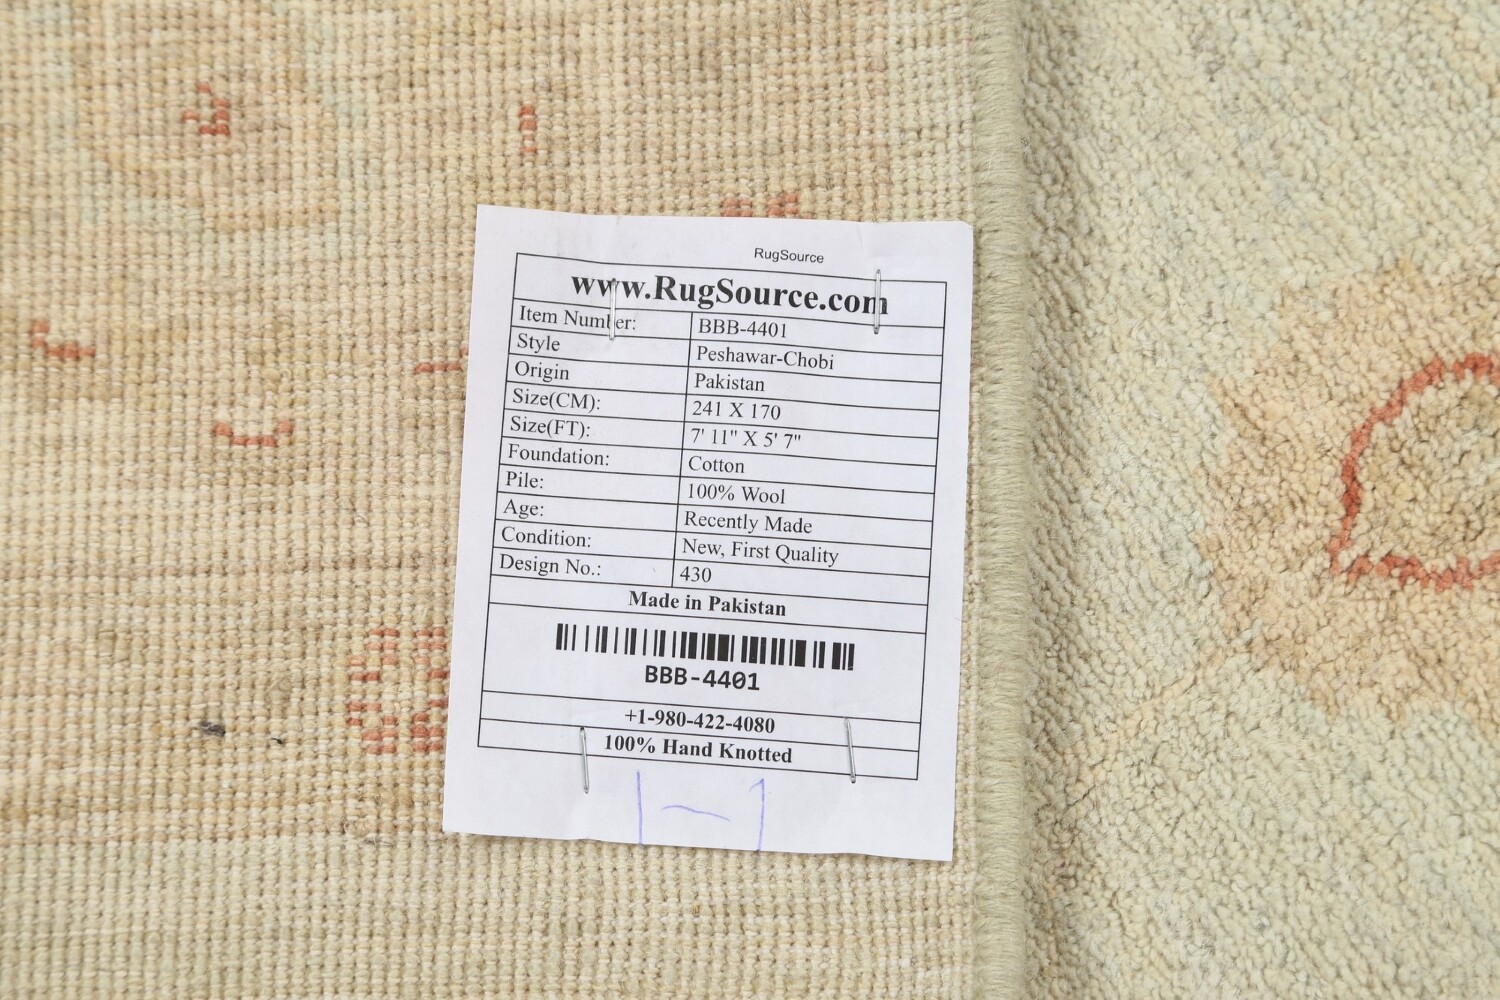 RugSource
www.RugSource.com
Item Number: BBB-4401
Style Peshawar-Chobi
Origin Pakistan
Size(CM): 241 X 170
Size(FT): 7' 11" X 5' 7"
Foundation: Cotton
Pile: 100% Wool
Age: Recently Made
Condition: New, First Quality
Design No.: 430
Made in Pakistan
BBB-4401
+1-980-422-4080
100% Hand Knotted
1-1